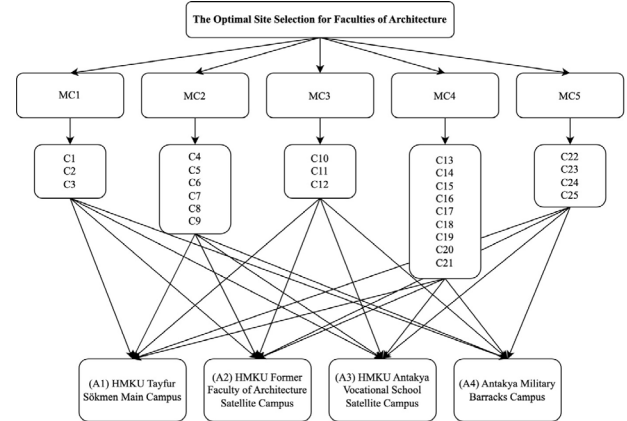 The Optimal Site Selection for Faculties of Architecture
MC1
MC2
MC3
MC4
MC5
C1
C2
C3
C4
C5
C6
C7
C8
C9
C10
C11
C12
C13
C14
C15
C16
C17
C18
C19
C20
C21
C22
C23
C24
C25
(A1) HMKU Tayfur
Sökmen Main Campus
(A2) HMKU Former
Faculty of Architecture
Satellite Campus
(A3) HMKU Antakya
Vocational School
Satellite Campus
(A4) Antakya Military
Barracks Campus